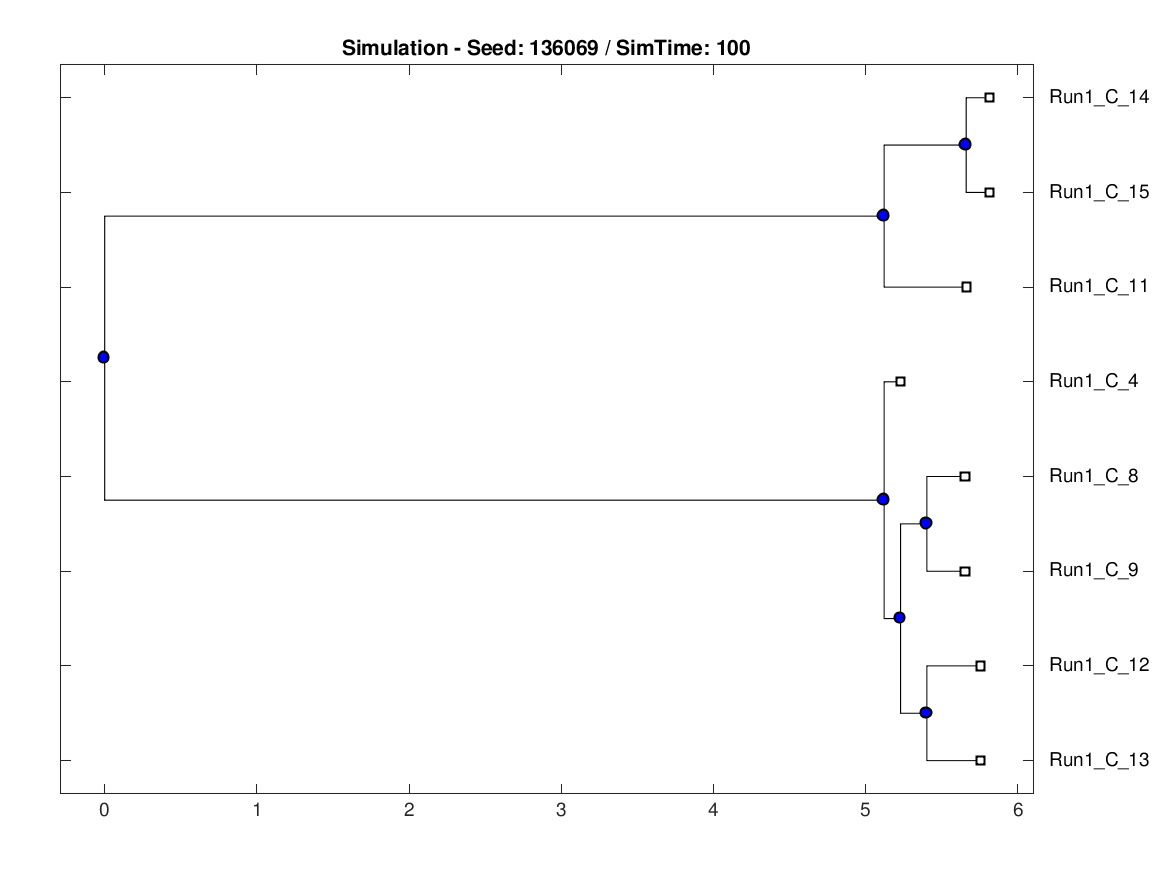 Simulation - Seed: 136069 / SimTime: 100
Run1_C_14
Run1_C_15
Run1_C_11
Run1_C_4
Run1_C_8
Run1_C_9
Run1_C_12
Run1_C_13
0 1 2 3 4 5 6